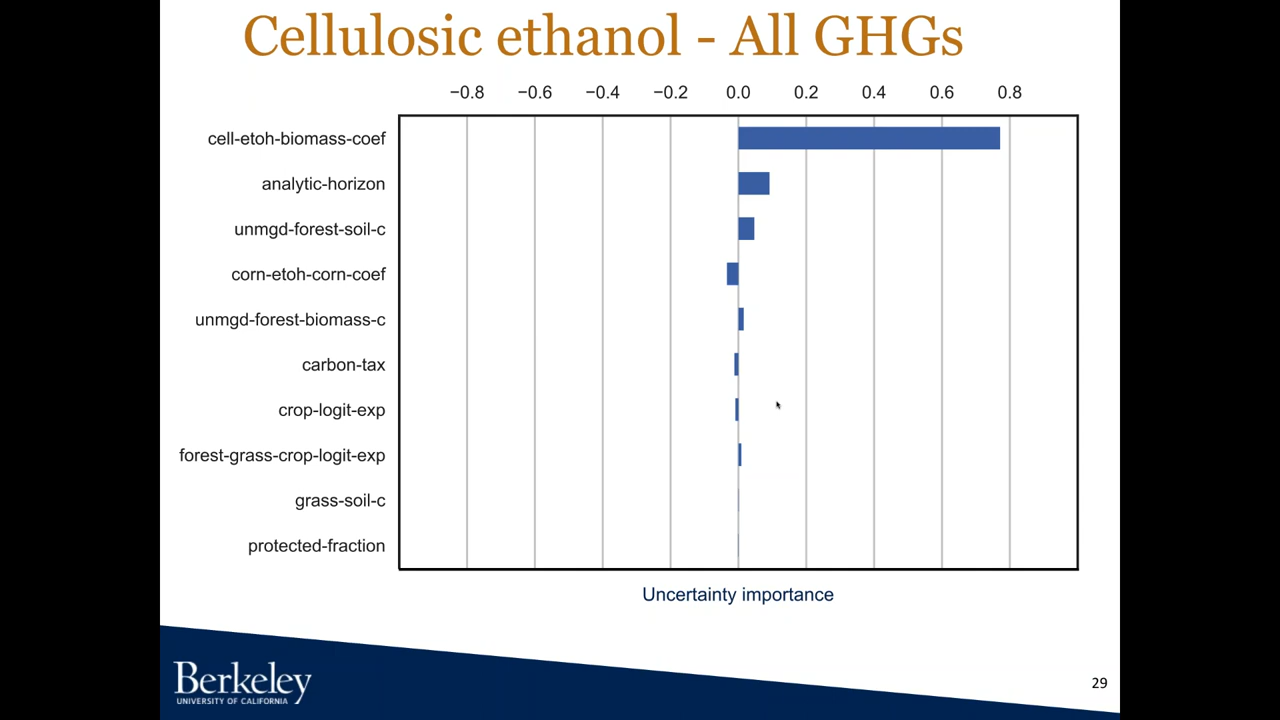 Cellulosic ethanol - All GHGs
−0.8 −0.6 −0.4 −0.2 0.0 0.2 0.4 0.6 0.8
cell-etoh-biomass-coef
analytic-horizon
unmgd-forest-soil-c
corn-etoh-corn-coef
unmgd-forest-biomass-c
carbon-tax
crop-logit-exp
forest-grass-crop-logit-exp
grass-soil-c
protected-fraction
Uncertainty importance
Berkeley
UNIVERSITY OF CALIFORNIA
29